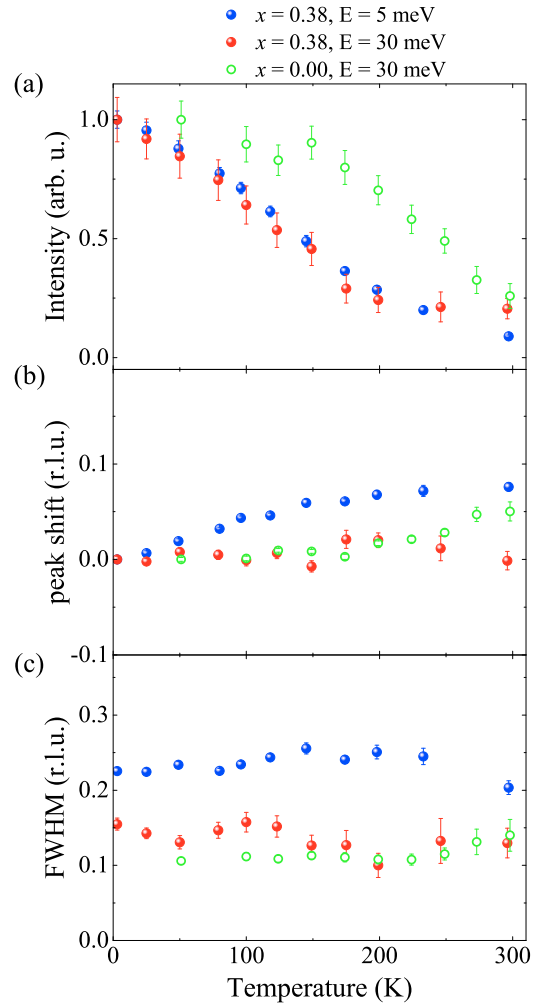 x = 0.38, E = 5 meV
x = 0.38, E = 30 meV
x = 0.00, E = 30 meV
(a)
1.0
0.5
0.0
Intensity (arb. u.)
(b)
0.1
0.0
-0.1
peak shift (r.l.u.)
(c)
0.3
0.2
0.1
0.0
FWHM (r.l.u.)
0 100 200 300
Temperature (K)